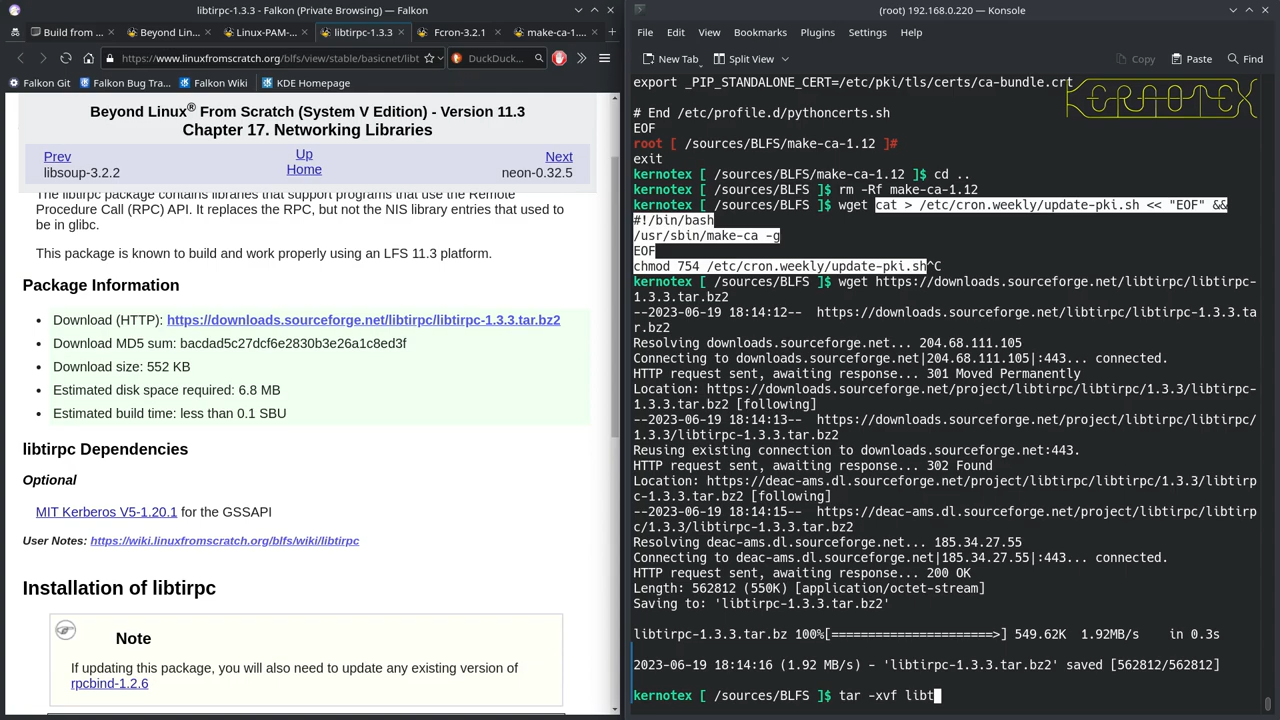 libtirpc-1.3.3 - Falkon (Private Browsing) — Falkon
Build from ...
Beyond Lin...
Linux-PAM-...
libtirpc-1.3.3
Fcron-3.2.1
make-ca-1....
https://www.linuxfromscratch.org/blfs/view/stable/basicnet/libt
DuckDuck...
Falkon Git
Falkon Bug Tra...
Falkon Wiki
KDE Homepage
Beyond Linux® From Scratch (System V Edition) - Version 11.3
Chapter 17. Networking Libraries
Prev
Up
Next
libsoup-3.2.2
Home
neon-0.32.5
The libtirpc package contains libraries that support programs that use the Remote
Procedure Call (RPC) API. It replaces the RPC, but not the NIS library entries that used to
be in glibc.
This package is known to build and work properly using an LFS 11.3 platform.
Package Information
• Download (HTTP): https://downloads.sourceforge.net/libtirpc/libtirpc-1.3.3.tar.bz2
• Download MD5 sum: bacdad5c27dcf6e2830b3e26a1c8ed3f
• Download size: 552 KB
• Estimated disk space required: 6.8 MB
• Estimated build time: less than 0.1 SBU
libtirpc Dependencies
Optional
MIT Kerberos V5-1.20.1 for the GSSAPI
User Notes: https://wiki.linuxfromscratch.org/blfs/wiki/libtirpc
Installation of libtirpc
Note
If updating this package, you will also need to update any existing version of
rpcbind-1.2.6
(root) 192.168.0.220 — Konsole
File Edit View Bookmarks Plugins Settings Help
New Tab
Split View
Copy
Paste
Find
KERNOTEX
export _PIP_STANDALONE_CERT=/etc/pki/tls/certs/ca-bundle.crt
# End /etc/profile.d/pythoncerts.sh
EOF
root [ /sources/BLFS/make-ca-1.12 ]#
exit
kernotex [ /sources/BLFS/make-ca-1.12 ]$ cd ..
kernotex [ /sources/BLFS ]$ rm -Rf make-ca-1.12
kernotex [ /sources/BLFS ]$ wget cat > /etc/cron.weekly/update-pki.sh << "EOF" &&
#!/bin/bash
/usr/sbin/make-ca -g
EOF
chmod 754 /etc/cron.weekly/update-pki.sh^C
kernotex [ /sources/BLFS ]$ wget https://downloads.sourceforge.net/libtirpc/libtirpc-
1.3.3.tar.bz2
--2023-06-19 18:14:12--  https://downloads.sourceforge.net/libtirpc/libtirpc-1.3.3.ta
r.bz2
Resolving downloads.sourceforge.net... 204.68.111.105
Connecting to downloads.sourceforge.net|204.68.111.105|:443... connected.
HTTP request sent, awaiting response... 301 Moved Permanently
Location: https://downloads.sourceforge.net/project/libtirpc/libtirpc/1.3.3/libtirpc-
1.3.3.tar.bz2 [following]
--2023-06-19 18:14:13--  https://downloads.sourceforge.net/project/libtirpc/libtirpc/
1.3.3/libtirpc-1.3.3.tar.bz2
Reusing existing connection to downloads.sourceforge.net:443.
HTTP request sent, awaiting response... 302 Found
Location: https://deac-ams.dl.sourceforge.net/project/libtirpc/libtirpc/1.3.3/libtirp
c-1.3.3.tar.bz2 [following]
--2023-06-19 18:14:15--  https://deac-ams.dl.sourceforge.net/project/libtirpc/libtirp
c/1.3.3/libtirpc-1.3.3.tar.bz2
Resolving deac-ams.dl.sourceforge.net... 185.34.27.55
Connecting to deac-ams.dl.sourceforge.net|185.34.27.55|:443... connected.
HTTP request sent, awaiting response... 200 OK
Length: 562812 (550K) [application/octet-stream]
Saving to: 'libtirpc-1.3.3.tar.bz2'
libtirpc-1.3.3.tar.bz 100%[======================>] 549.62K  1.92MB/s    in 0.3s
2023-06-19 18:14:16 (1.92 MB/s) - 'libtirpc-1.3.3.tar.bz2' saved [562812/562812]
kernotex [ /sources/BLFS ]$ tar -xvf libt